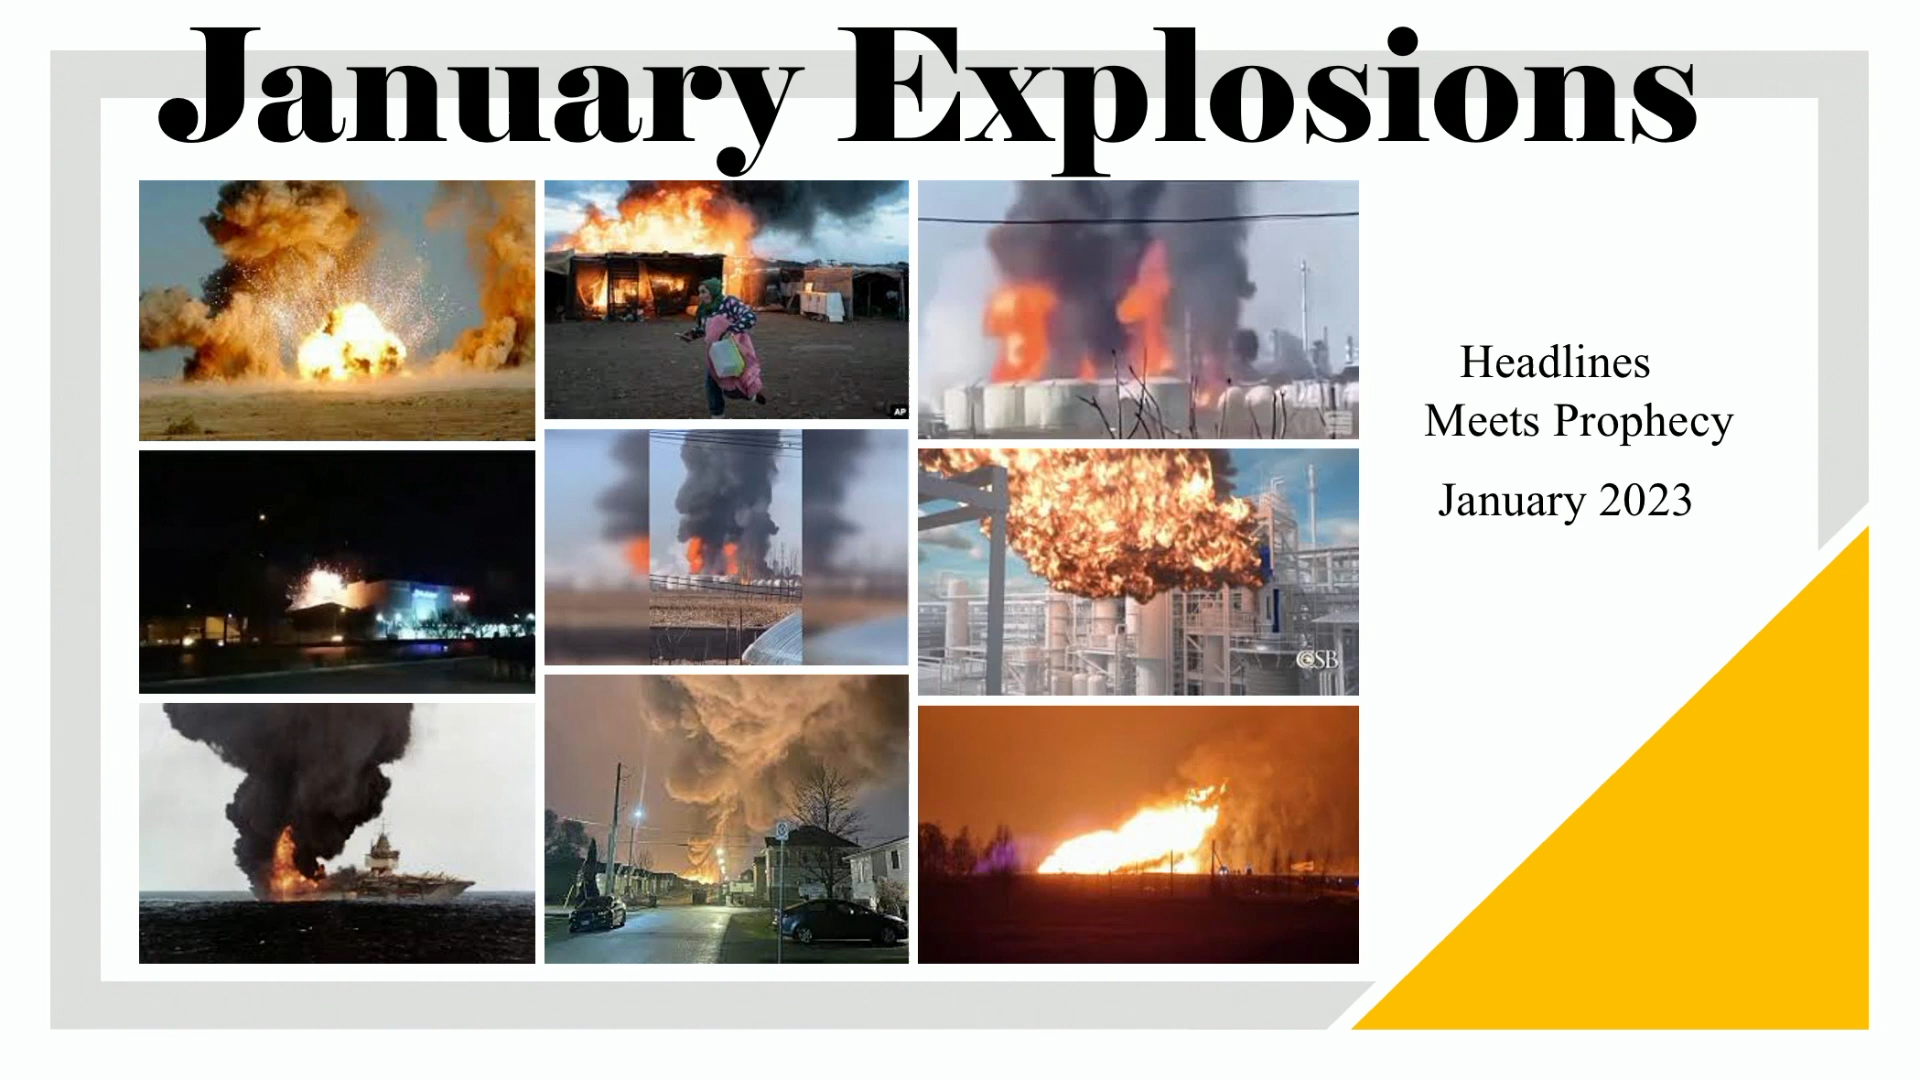 January Explosions
AP
CSB
Headlines
Meets Prophecy
January 2023